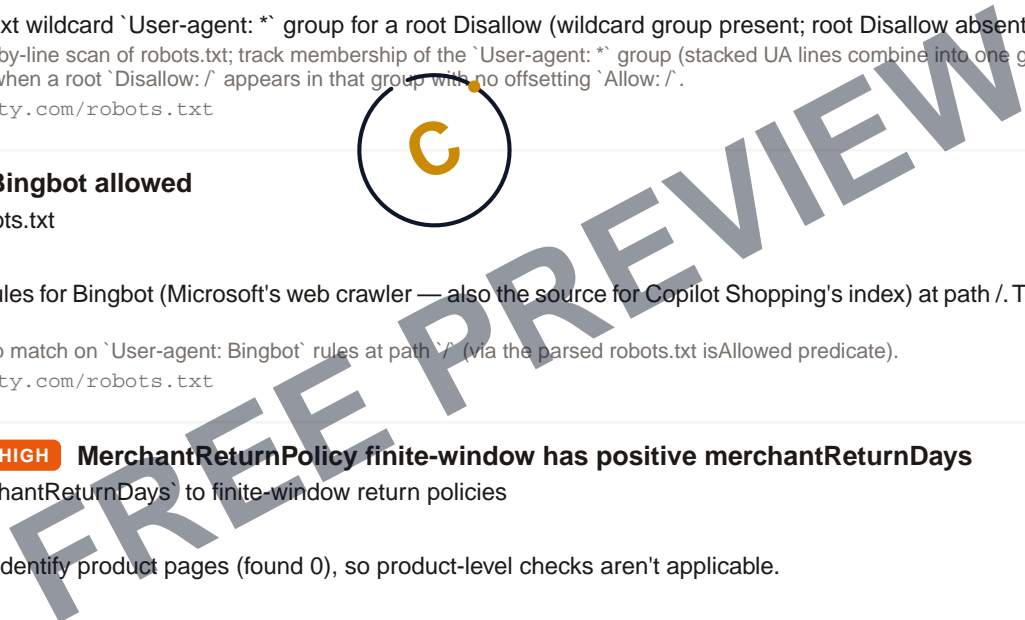 xt wildcard `User-agent: *` group for a root Disallow (wildcard group present; root Disallow absent
by-line scan of robots.txt; track membership of the `User-agent: *` group (stacked UA lines combine into one g
when a root `Disallow: /` appears in that group with no offsetting `Allow: /`.
ty.com/robots.txt
C
Bingbot allowed
ots.txt
ules for Bingbot (Microsoft's web crawler — also the source for Copilot Shopping's index) at path /. T
o match on `User-agent: Bingbot` rules at path `/` (via the parsed robots.txt isAllowed predicate).
ty.com/robots.txt
HIGH MerchantReturnPolicy finite-window has positive merchantReturnDays
hantReturnDays` to finite-window return policies
identify product pages (found 0), so product-level checks aren't applicable.
FREE PREVIEW